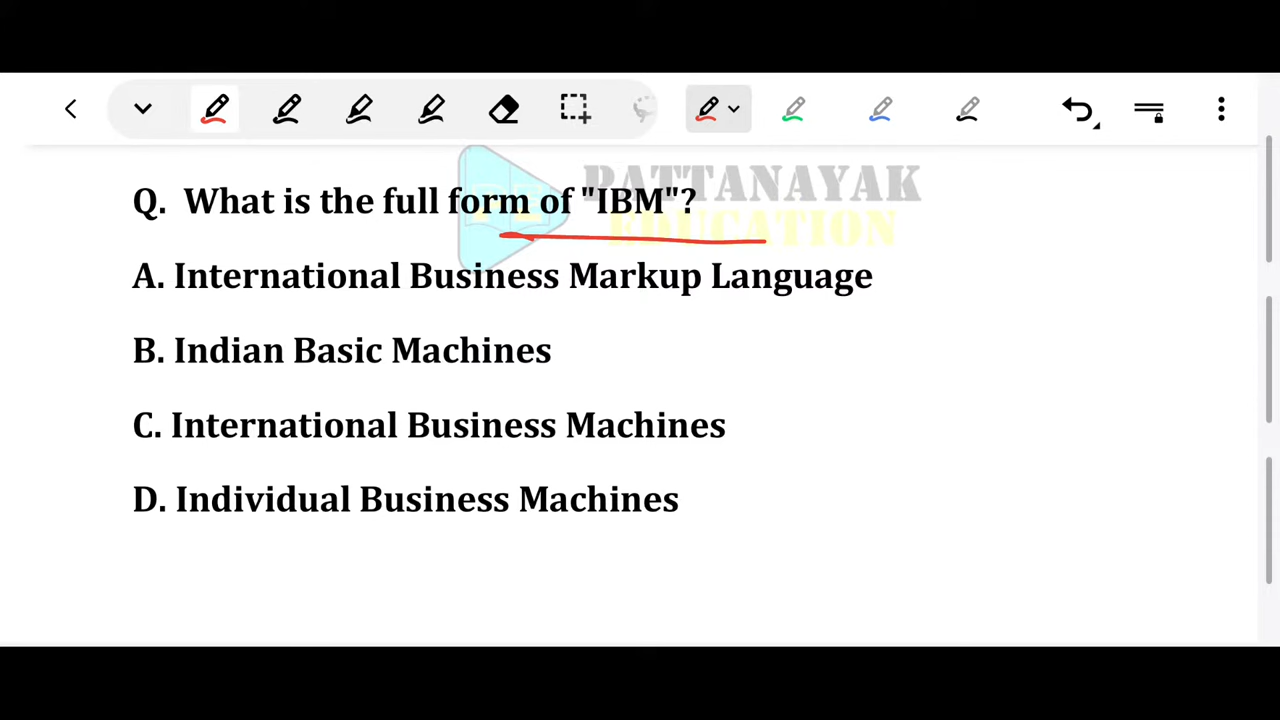 PATTANAYAK
EDUCATION
Q. What is the full form of "IBM"?
A. International Business Markup Language
B. Indian Basic Machines
C. International Business Machines
D. Individual Business Machines